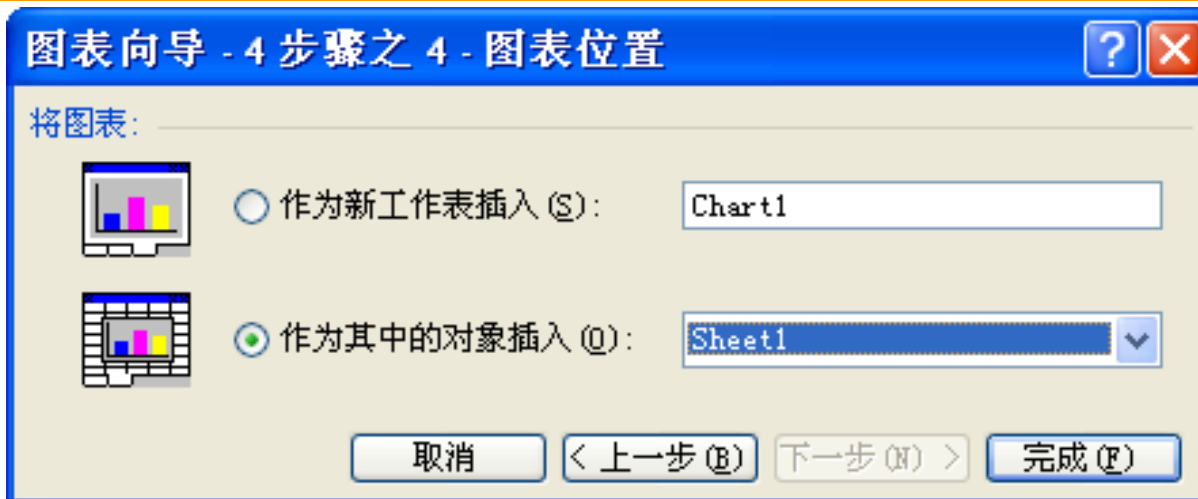 图表向导 - 4 步骤之 4 - 图表位置
将图表:
作为新工作表插入(S): Chart1
作为其中的对象插入(O): Sheet1
取消 < 上一步(B) 下一步(N) > 完成(F)